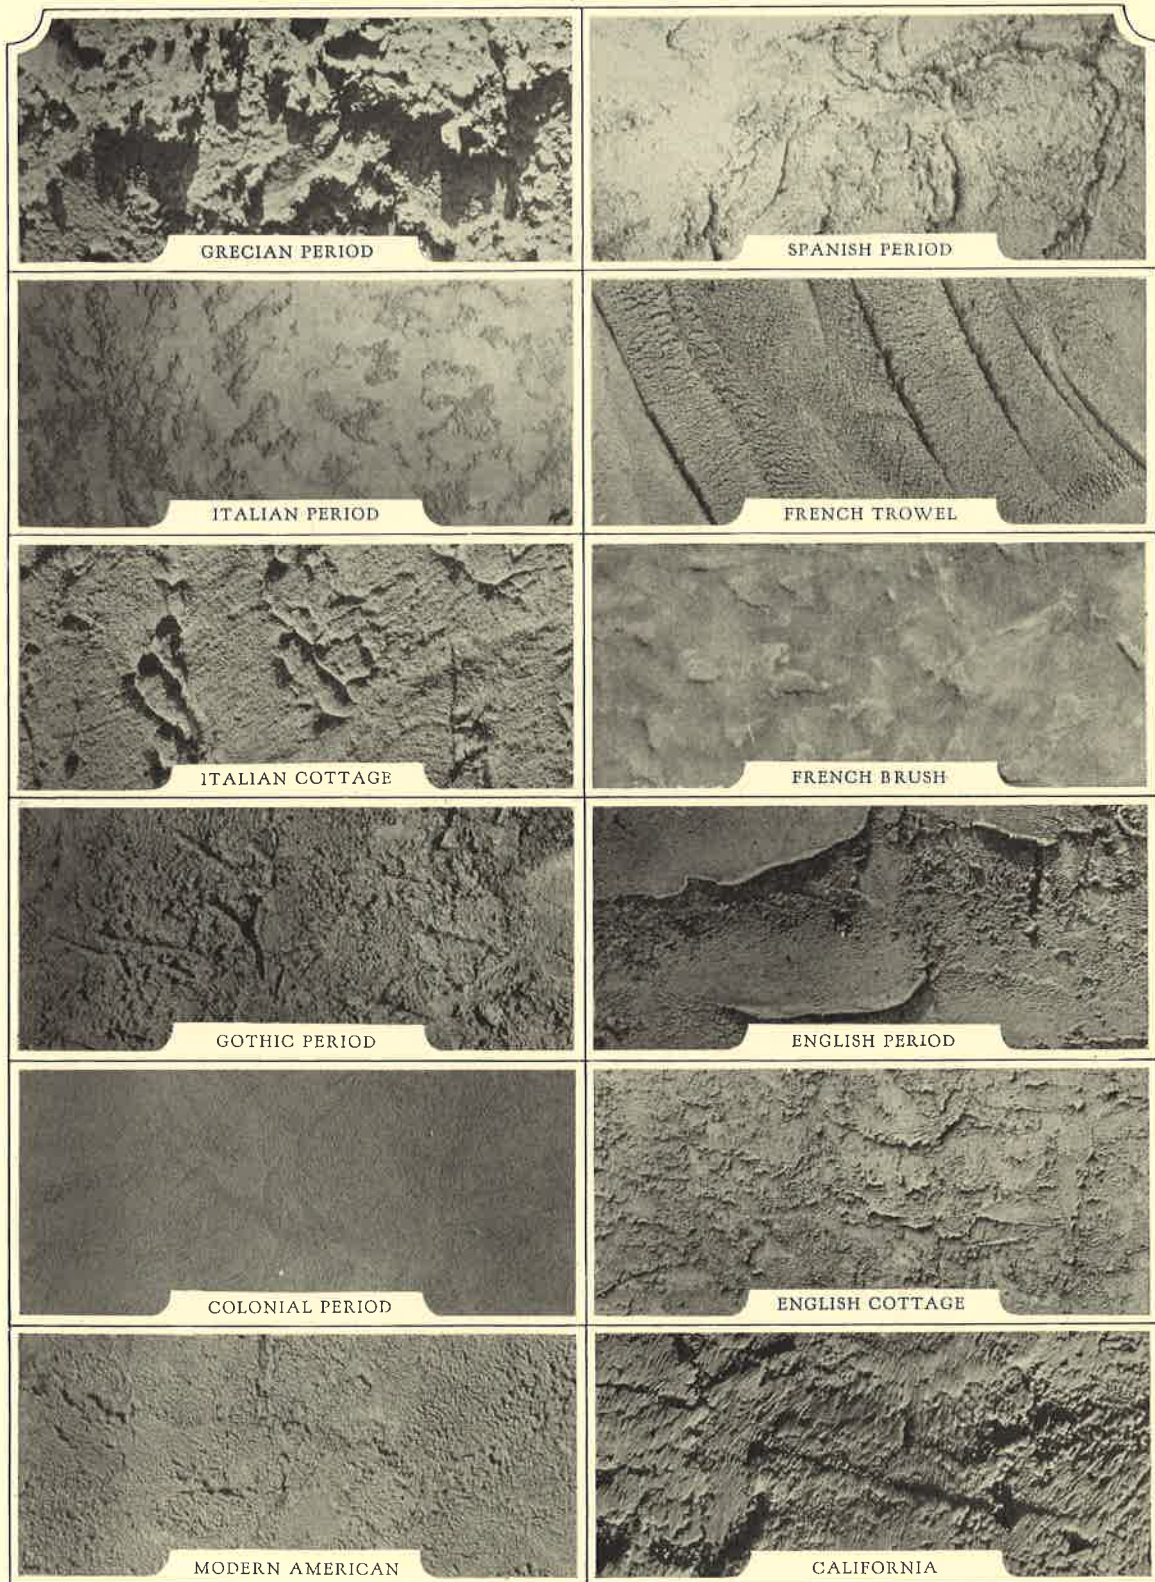 GRECIAN PERIOD
SPANISH PERIOD
ITALIAN PERIOD
FRENCH TROWEL
ITALIAN COTTAGE
FRENCH BRUSH
GOTHIC PERIOD
ENGLISH PERIOD
COLONIAL PERIOD
ENGLISH COTTAGE
MODERN AMERICAN
CALIFORNIA